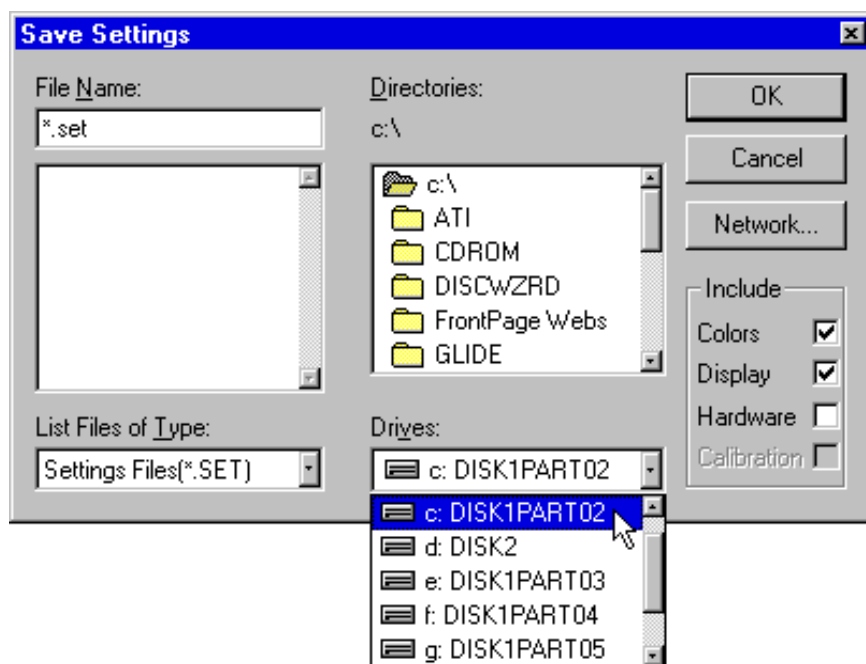 Save Settings
File Name:
*.set
List Files of Type:
Settings Files(*.SET)
Directories:
c:\
c:\
ATI
CDROM
DISCWZRD
FrontPage Webs
GLIDE
Drives:
c: DISK1PART02
c: DISK1PART02
d: DISK2
e: DISK1PART03
f: DISK1PART04
g: DISK1PART05
OK
Cancel
Network...
Include
Colors
Display
Hardware
Calibration